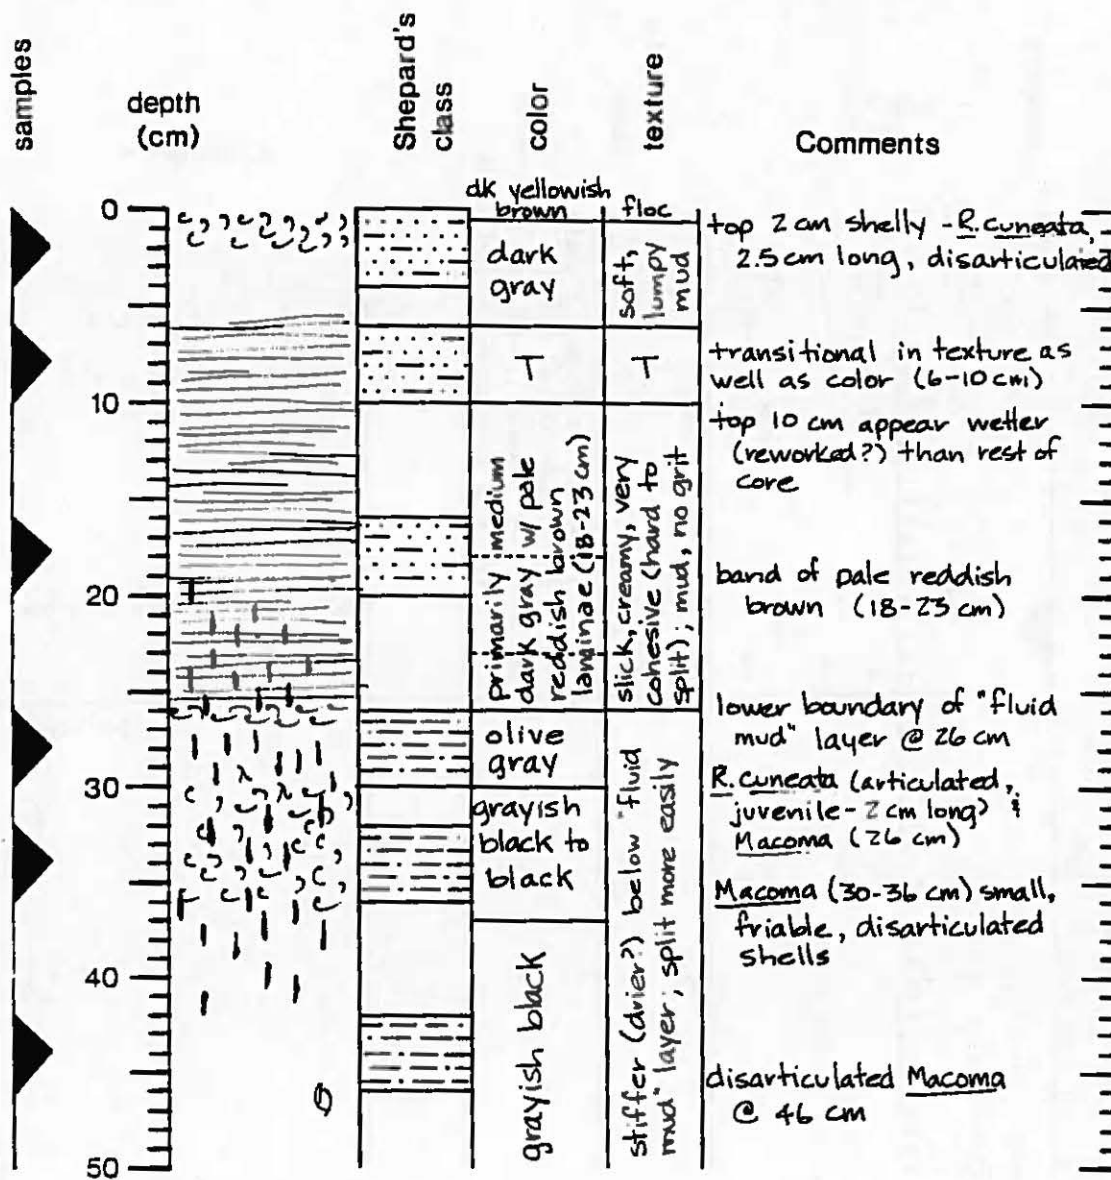 samples
depth
(cm)
Shepard's
class
color
texture
Comments
0
10
20
30
40
50
dk yellowish
brown
dark
gray
T
primarily medium
dark gray w/ pale
reddish brown
laminae (18-23 cm)
olive
gray
grayish
black to
black
grayish black
floc
soft,
lumpy
mud
T
slick, creamy, very
cohesive (hard to
split); mud, no grit
stiffer (drier?) below "fluid
mud" layer; split more easily
top 2 cm shelly - R. cuneata,
2.5 cm long, disarticulated
transitional in texture as
well as color (6-10 cm)
top 10 cm appear wetter
(reworked?) than rest of
core
band of pale reddish
brown (18-23 cm)
lower boundary of "fluid
mud" layer @ 26 cm
R. cuneata (articulated,
juvenile - 2 cm long) &
Macoma (26 cm)
Macoma (30-36 cm) small,
friable, disarticulated
shells
disarticulated Macoma
@ 46 cm